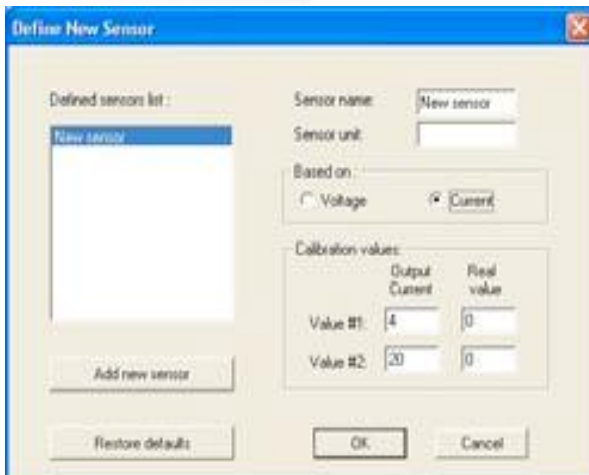 Define New Sensor
Defined sensors list :
New sensor
Add new sensor
Restore defaults
Sensor name:
New sensor
Sensor unit:
Based on :
Voltage
Current
Calibration values:
Output Current
Real value
Value #1: 4 0
Value #2: 20 0
OK
Cancel